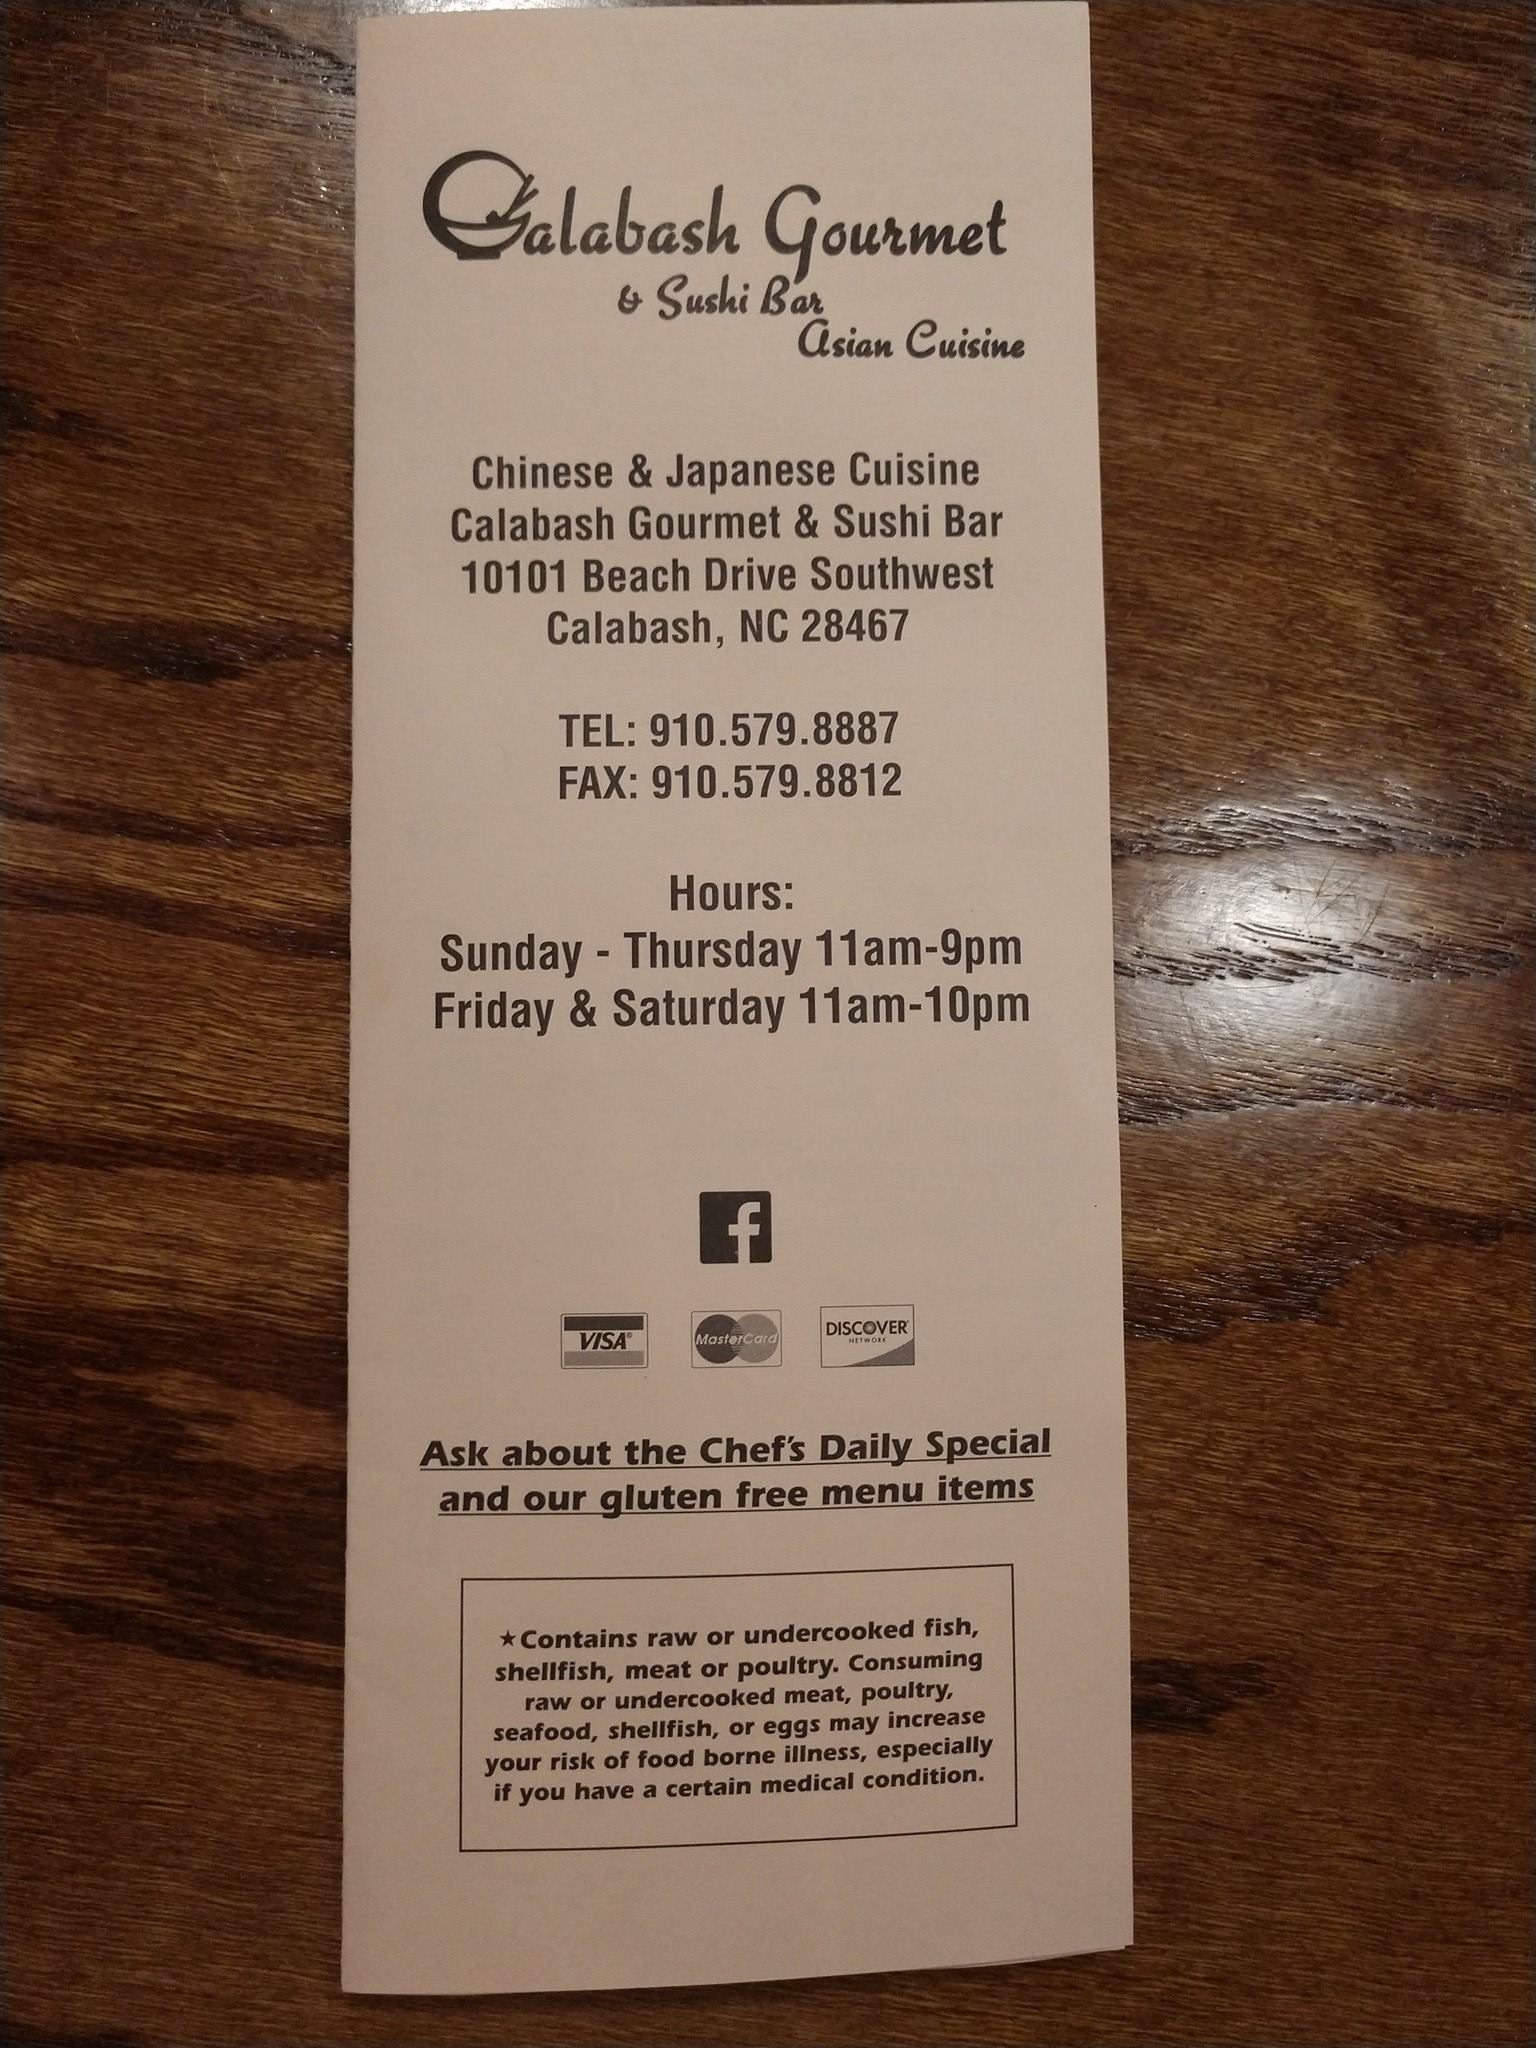 Calabash Gourmet
& Sushi Bar
Asian Cuisine
Chinese & Japanese Cuisine
Calabash Gourmet & Sushi Bar
10101 Beach Drive Southwest
Calabash, NC 28467
TEL: 910.579.8887
FAX: 910.579.8812
Hours:
Sunday - Thursday 11am-9pm
Friday & Saturday 11am-10pm
f
VISA® MasterCard DISCOVER®
NETWORK
Ask about the Chef's Daily Special
and our gluten free menu items
★Contains raw or undercooked fish,
shellfish, meat or poultry. Consuming
raw or undercooked meat, poultry,
seafood, shellfish, or eggs may increase
your risk of food borne illness, especially
if you have a certain medical condition.